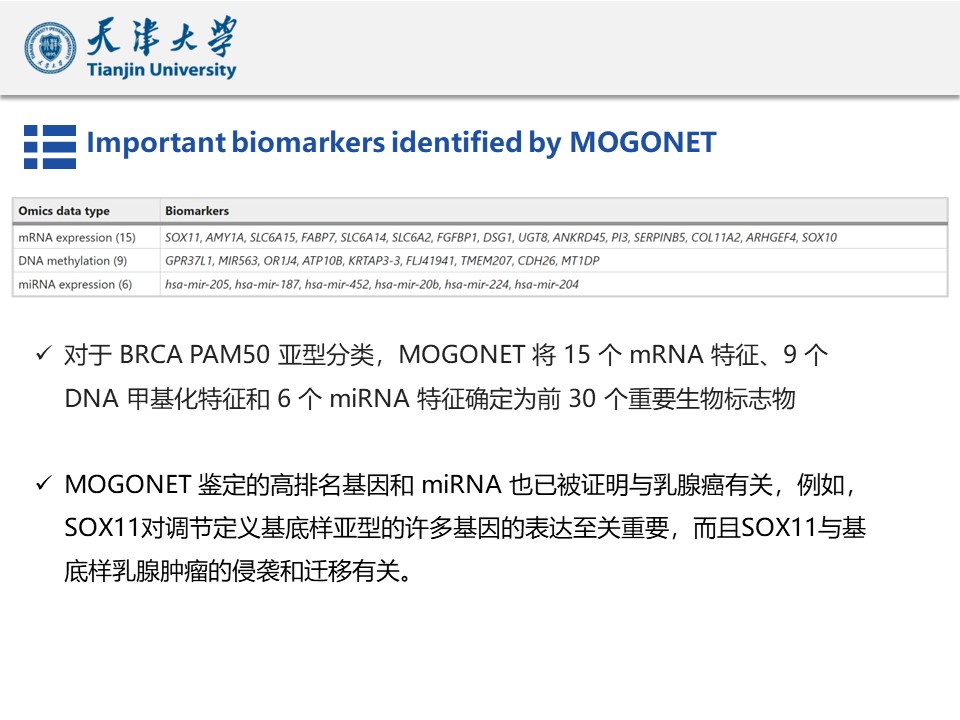 天津大学
Tianjin University
Important biomarkers identified by MOGONET
Omics data type Biomarkers
mRNA expression (15) SOX11, AMY1A, SLC6A15, FABP7, SLC6A14, SLC6A2, FGFBP1, DSG1, UGT8, ANKRD45, PI3, SERPINB5, COL11A2, ARHGEF4, SOX10
DNA methylation (9) GPR37L1, MIR563, OR1J4, ATP10B, KRTAP3-3, FLJ41941, TMEM207, CDH26, MT1DP
miRNA expression (6) hsa-mir-205, hsa-mir-187, hsa-mir-452, hsa-mir-20b, hsa-mir-224, hsa-mir-204
✓ 对于 BRCA PAM50 亚型分类，MOGONET 将 15 个 mRNA 特征、9 个
DNA 甲基化特征和 6 个 miRNA 特征确定为前 30 个重要生物标志物
✓ MOGONET 鉴定的高排名基因和 miRNA 也已被证明与乳腺癌有关，例如，
SOX11对调节定义基底样亚型的许多基因的表达至关重要，而且SOX11与基
底样乳腺肿瘤的侵袭和迁移有关。